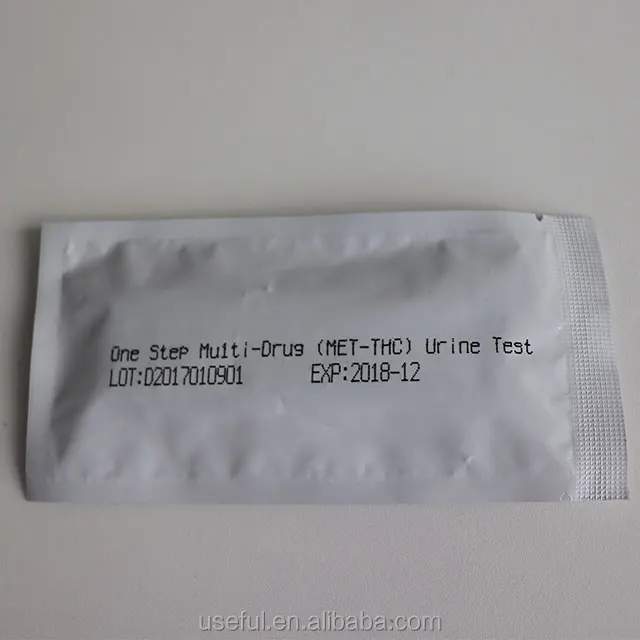 One Step Multi-Drug (MET-THC) Urine Test
LOT:D2017010901 EXP:2018-12
useful.en.alibaba.com